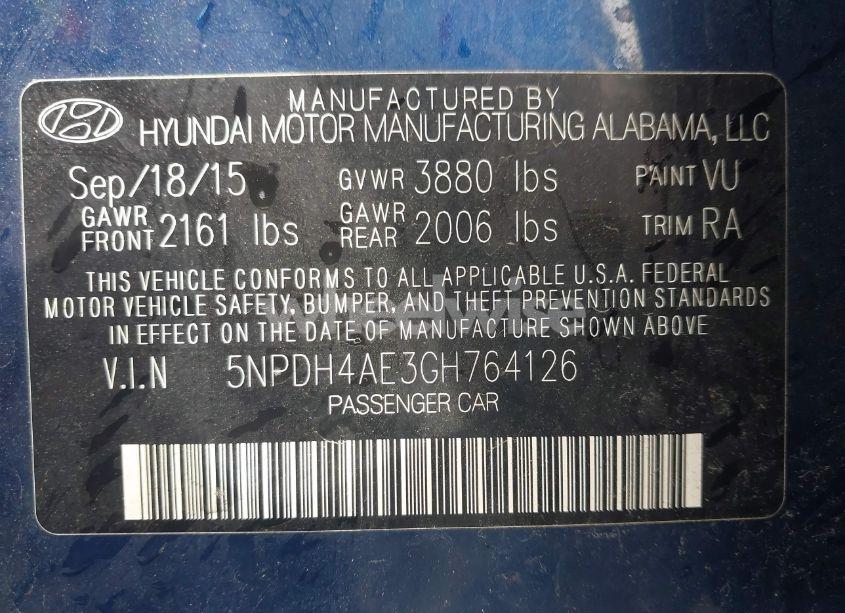 MANUFACTURED BY
HYUNDAI MOTOR MANUFACTURING ALABAMA, LLC
Sep/18/15 GVWR 3880 lbs PAINT VU
GAWR FRONT 2161 lbs GAWR REAR 2006 lbs TRIM RA
THIS VEHICLE CONFORMS TO ALL APPLICABLE U.S.A. FEDERAL
MOTOR VEHICLE SAFETY, BUMPER, AND THEFT PREVENTION STANDARDS
IN EFFECT ON THE DATE OF MANUFACTURE SHOWN ABOVE
V.I.N 5NPDH4AE3GH764126
PASSENGER CAR